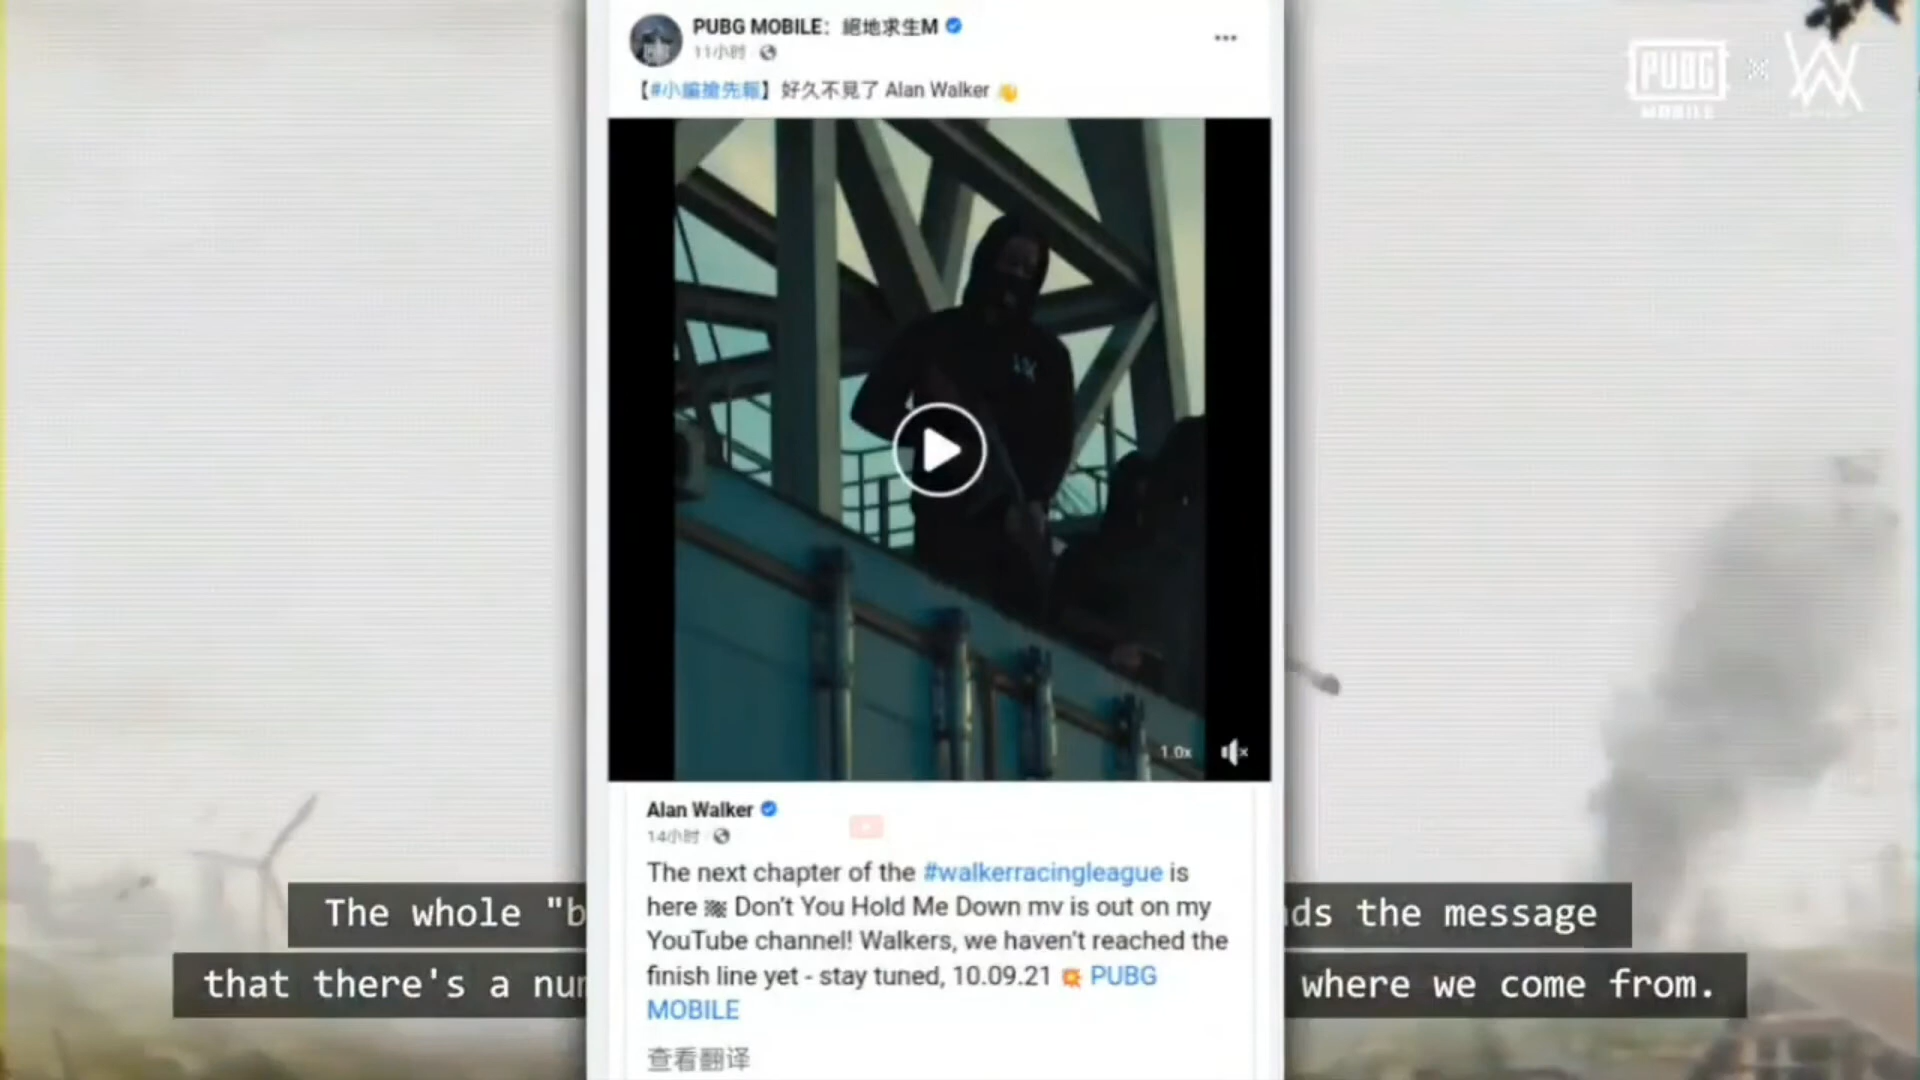 PUBG MOBILE：絕地求生M
11小时
【#小編搶先報】好久不見了 Alan Walker 👋
PUBG
MOBILE
1.0x
Alan Walker
14小时
The next chapter of the #walkerracingleague is
here 🏁 Don't You Hold Me Down mv is out on my
YouTube channel! Walkers, we haven't reached the
finish line yet - stay tuned, 10.09.21 💥 PUBG
MOBILE
查看翻译
The whole "b
ds the message
that there's a
where we come from.